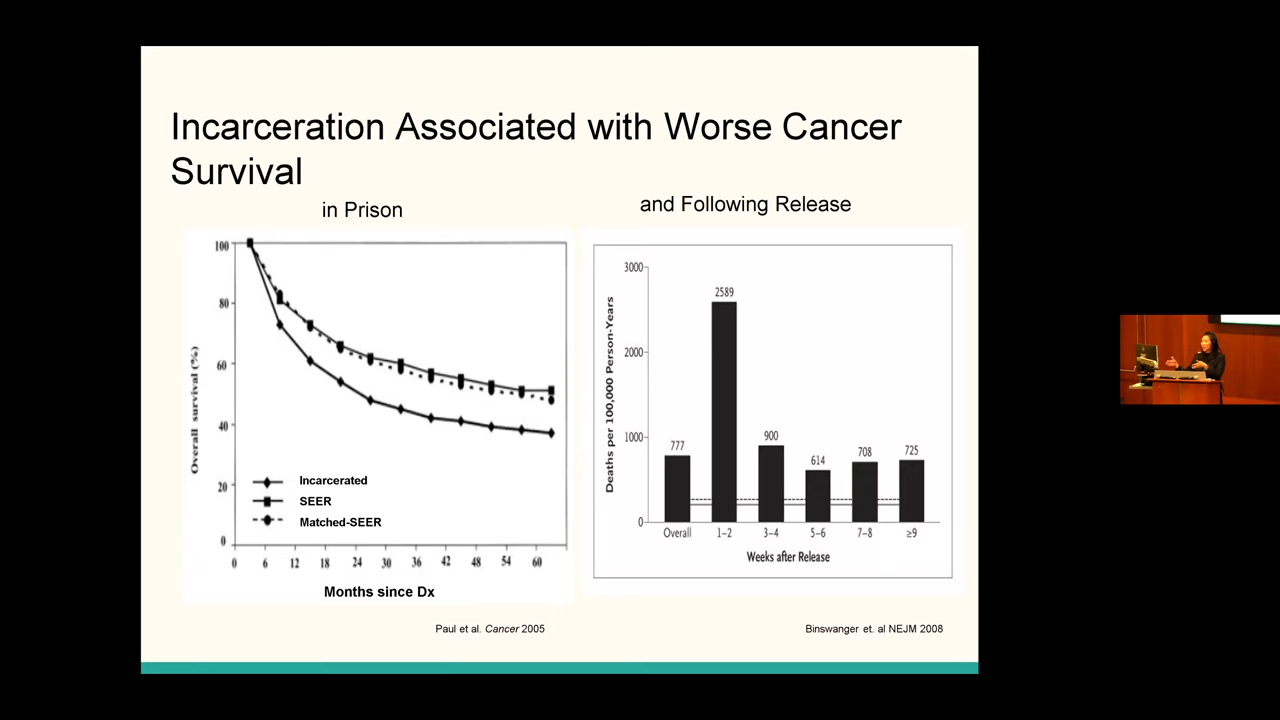 Incarceration Associated with Worse Cancer
Survival
in Prison
and Following Release
100
80
60
40
20
0
Overall survival (%)
Incarcerated
SEER
Matched-SEER
0 6 12 18 24 30 36 42 48 54 60
Months since Dx
Paul et al. Cancer 2005
3000
2000
1000
0
Deaths per 100,000 Person-Years
777
2589
900
614
708
725
Overall 1–2 3–4 5–6 7–8 ≥9
Weeks after Release
Binswanger et. al NEJM 2008